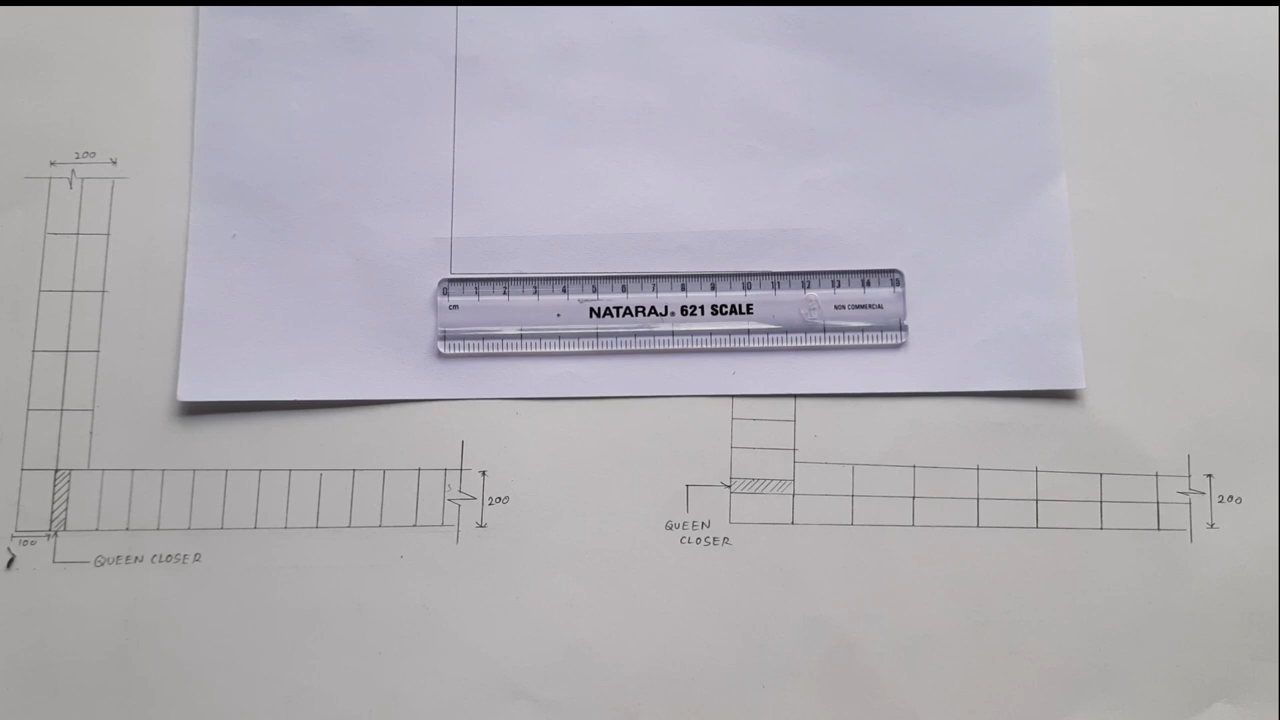 200
0 1 2 3 4 5 6 7 8 9 10 11 12 13 14 15
cm
NATARAJ® 621 SCALE
NON COMMERCIAL
200
100
QUEEN CLOSER
200
QUEEN
CLOSER